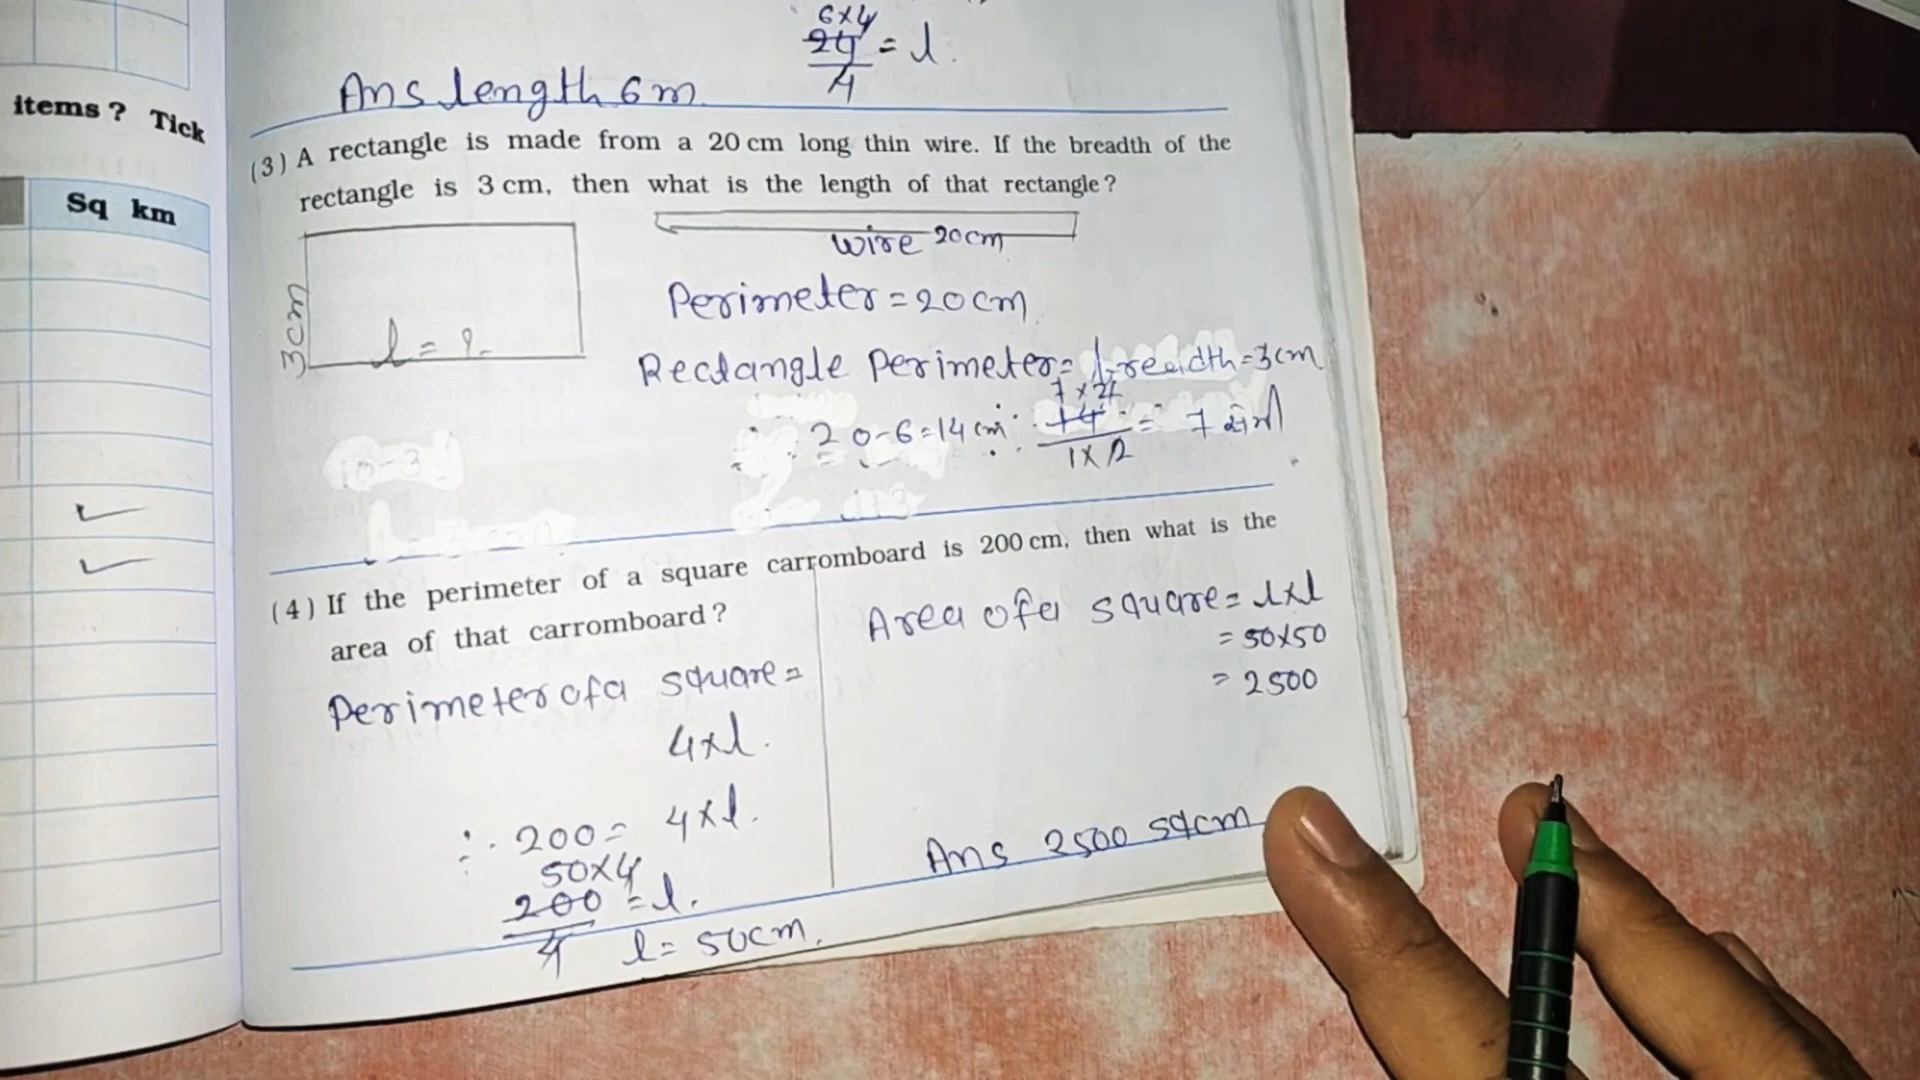 6×4
24/4 = l.
Ans length 6m
items ? Tick
Sq km
(3) A rectangle is made from a 20 cm long thin wire. If the breadth of the
rectangle is 3 cm, then what is the length of that rectangle ?
wire 20cm
3cm
l = ?
Perimeter = 20cm
Rectangle Perimeter= breadth=3cm
7×2
∴ 20-6=14cm ∴ 14/1×2 = 7
10-3
(4) If the perimeter of a square carromboard is 200 cm, then what is the
area of that carromboard ?
Perimeter of a square =
4×l.
∴ 200= 4×l.
50×4
200/4 =l.
l= 50cm.
Area of a square= l×l
= 50×50
= 2500
Ans 2500 sqcm